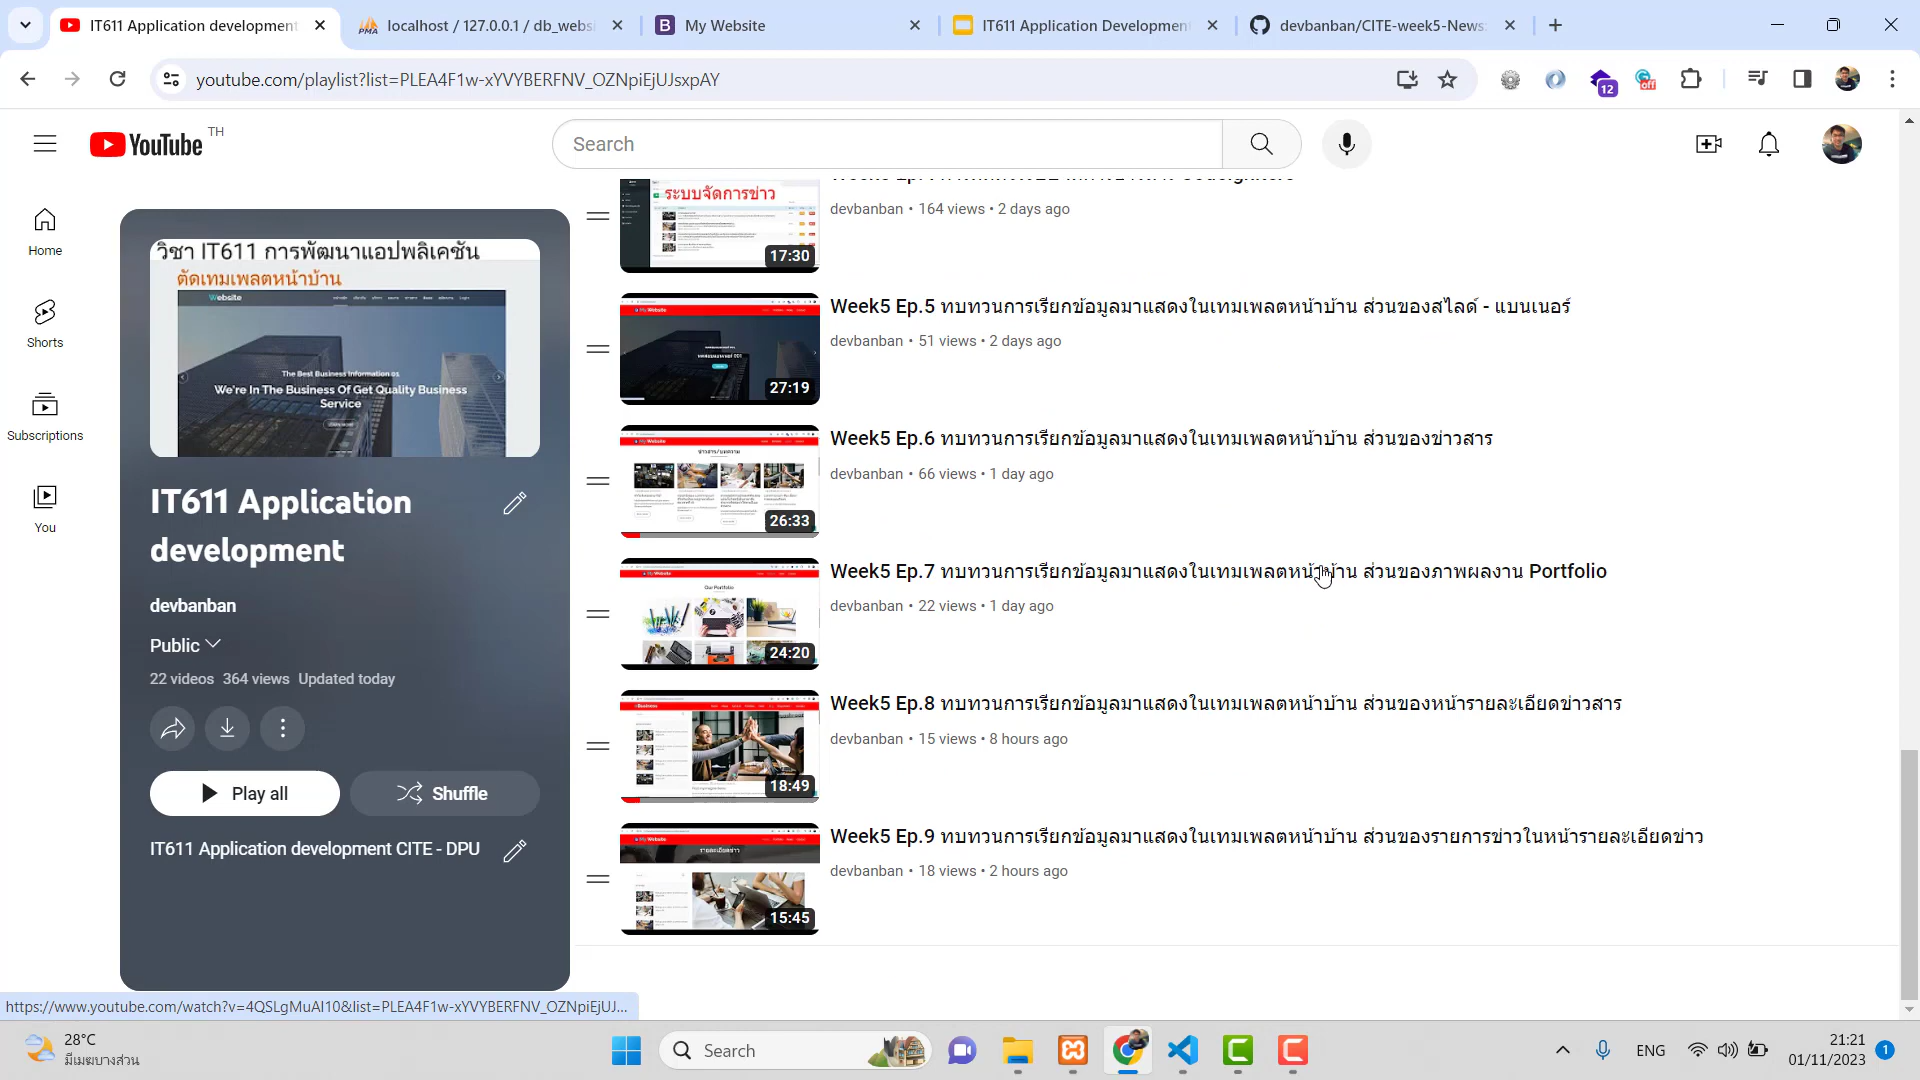 IT611 Application development
localhost / 127.0.0.1 / db_websi
My Website
IT611 Application Development
devbanban/CITE-week5-News
youtube.com/playlist?list=PLEA4F1w-xYVYBERFNV_OZNpiEjUJsxpAY
12
off
YouTube TH
Search
Home
Shorts
Subscriptions
You
วิชา IT611 การพัฒนาแอปพลิเคชัน
ตัดเทมเพลตหน้าบ้าน
Website
The Best Business Information
We're In The Business Of Get Quality Business
Service
IT611 Application
development
devbanban
Public
22 videos 364 views Updated today
Play all
Shuffle
IT611 Application development CITE - DPU
ระบบจัดการข่าว
17:30
devbanban • 164 views • 2 days ago
27:19
Week5 Ep.5 ทบทวนการเรียกข้อมูลมาแสดงในเทมเพลตหน้าบ้าน ส่วนของสไลด์ - แบนเนอร์
devbanban • 51 views • 2 days ago
26:33
Week5 Ep.6 ทบทวนการเรียกข้อมูลมาแสดงในเทมเพลตหน้าบ้าน ส่วนของข่าวสาร
devbanban • 66 views • 1 day ago
Our Portfolio
24:20
Week5 Ep.7 ทบทวนการเรียกข้อมูลมาแสดงในเทมเพลตหน้าบ้าน ส่วนของภาพผลงาน Portfolio
devbanban • 22 views • 1 day ago
18:49
Week5 Ep.8 ทบทวนการเรียกข้อมูลมาแสดงในเทมเพลตหน้าบ้าน ส่วนของหน้ารายละเอียดข่าวสาร
devbanban • 15 views • 8 hours ago
รายละเอียดข่าว
15:45
Week5 Ep.9 ทบทวนการเรียกข้อมูลมาแสดงในเทมเพลตหน้าบ้าน ส่วนของรายการข่าวในหน้ารายละเอียดข่าว
devbanban • 18 views • 2 hours ago
https://www.youtube.com/watch?v=4QSLgMuAI10&list=PLEA4F1w-xYVYBERFNV_OZNpiEjUJ...
28°C
มีเมฆบางส่วน
Search
ENG
21:21
01/11/2023
1